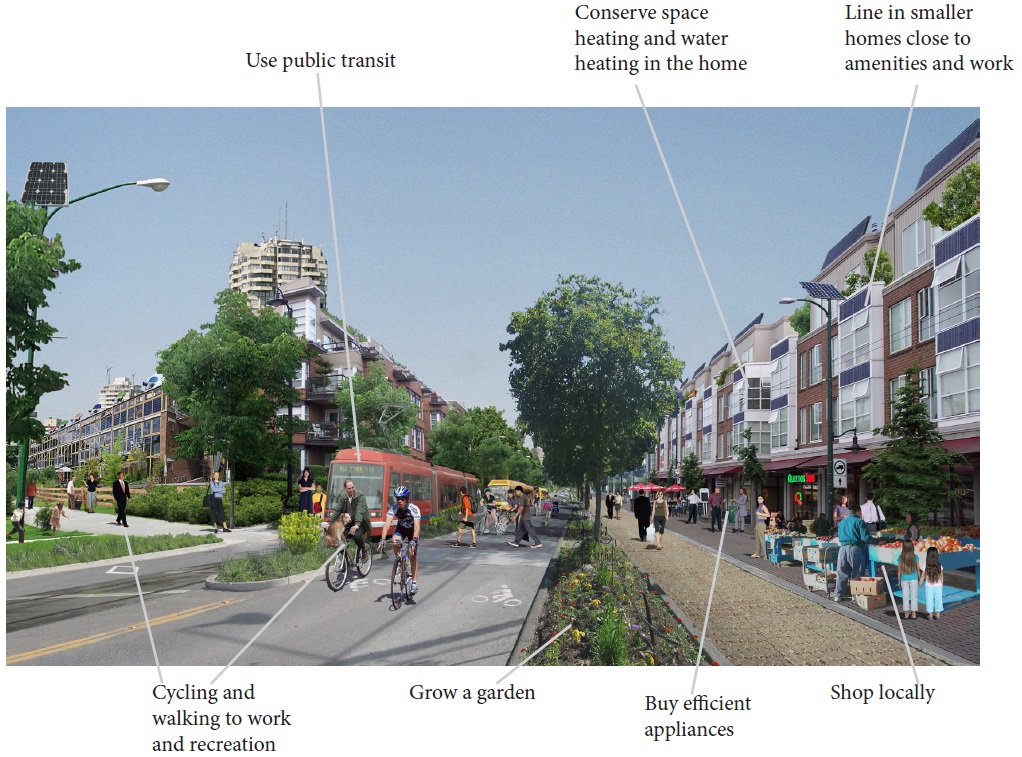 Use public transit
Conserve space
heating and water
heating in the home
Line in smaller
homes close to
amenities and work
Cycling and
walking to work
and recreation
Grow a garden
Buy efficient
appliances
Shop locally